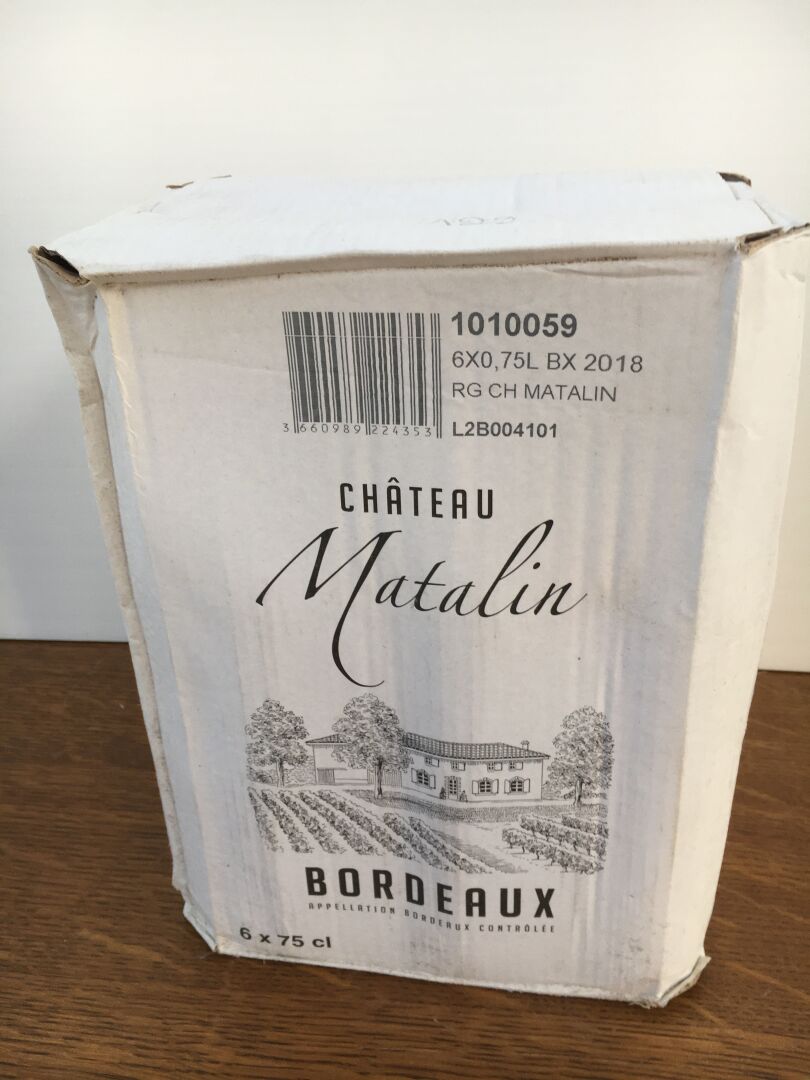 1010059
6X0,75L BX 2018
RG CH MATALIN
3 660989 224353
L2B004101
CHÂTEAU
Matalin
BORDEAUX
APPELLATION BORDEAUX CONTRÔLÉE
6 x 75 cl